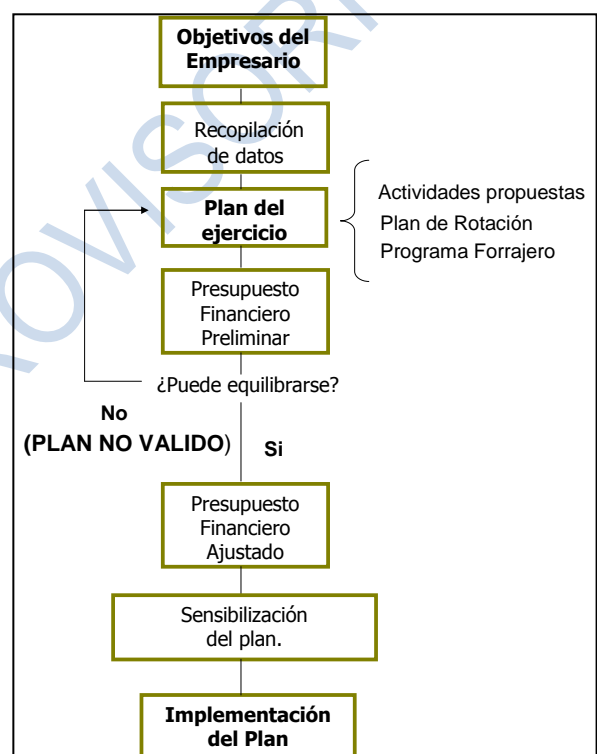 Objetivos del
Empresario
Recopilación
de datos
Plan del
ejercicio
Actividades propuestas
Plan de Rotación
Programa Forrajero
Presupuesto
Financiero
Preliminar
¿Puede equilibrarse?
No
(PLAN NO VALIDO)
Si
Presupuesto
Financiero
Ajustado
Sensibilización
del plan.
Implementación
del Plan